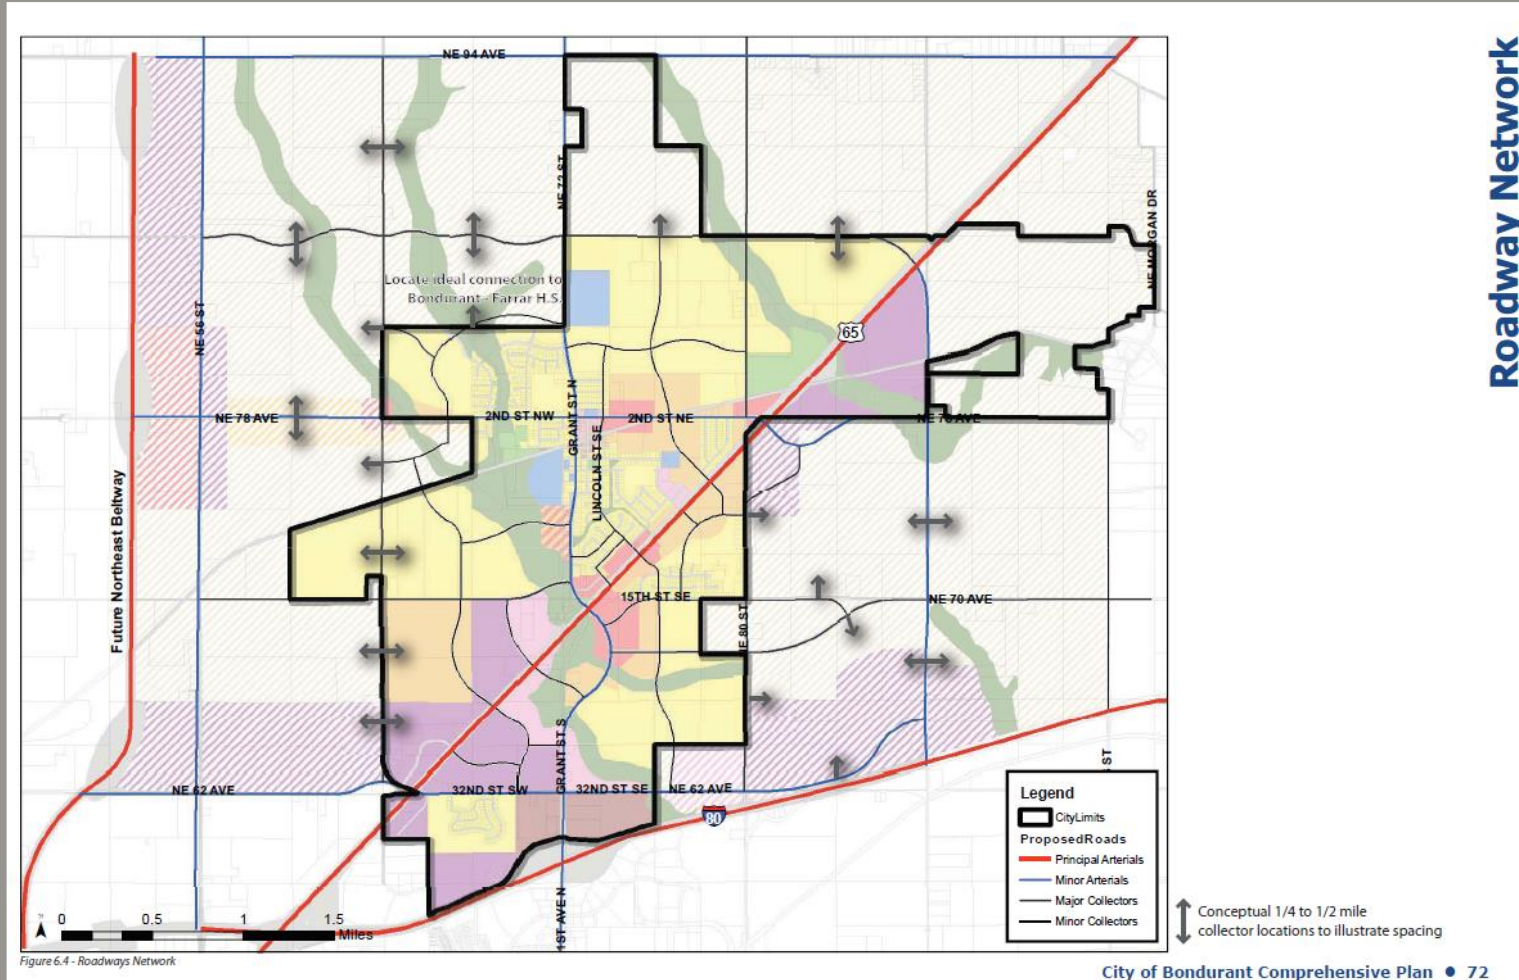 Roadway Network
NE 94 AVE
NE 72 ST
NE MORGAN DR
Locate ideal connection to
Bondurant - Farrar H.S.
NE 56 ST
65
GRANT ST N
NE 78 AVE
2ND ST NW
2ND ST NE
NE 78 AVE
LINCOLN ST SE
Future Northeast Beltway
15TH ST SE
NE 70 AVE
NE 80 ST
GRANT ST S
ST
NE 62 AVE
32ND ST SW
32ND ST SE
NE 62 AVE
80
1ST AVE N
Legend
CityLimits
ProposedRoads
Principal Arterials
Minor Arterials
Major Collectors
Minor Collectors
0 0.5 1 1.5
Miles
Conceptual 1/4 to 1/2 mile
collector locations to illustrate spacing
Figure 6.4 - Roadways Network
City of Bondurant Comprehensive Plan • 72